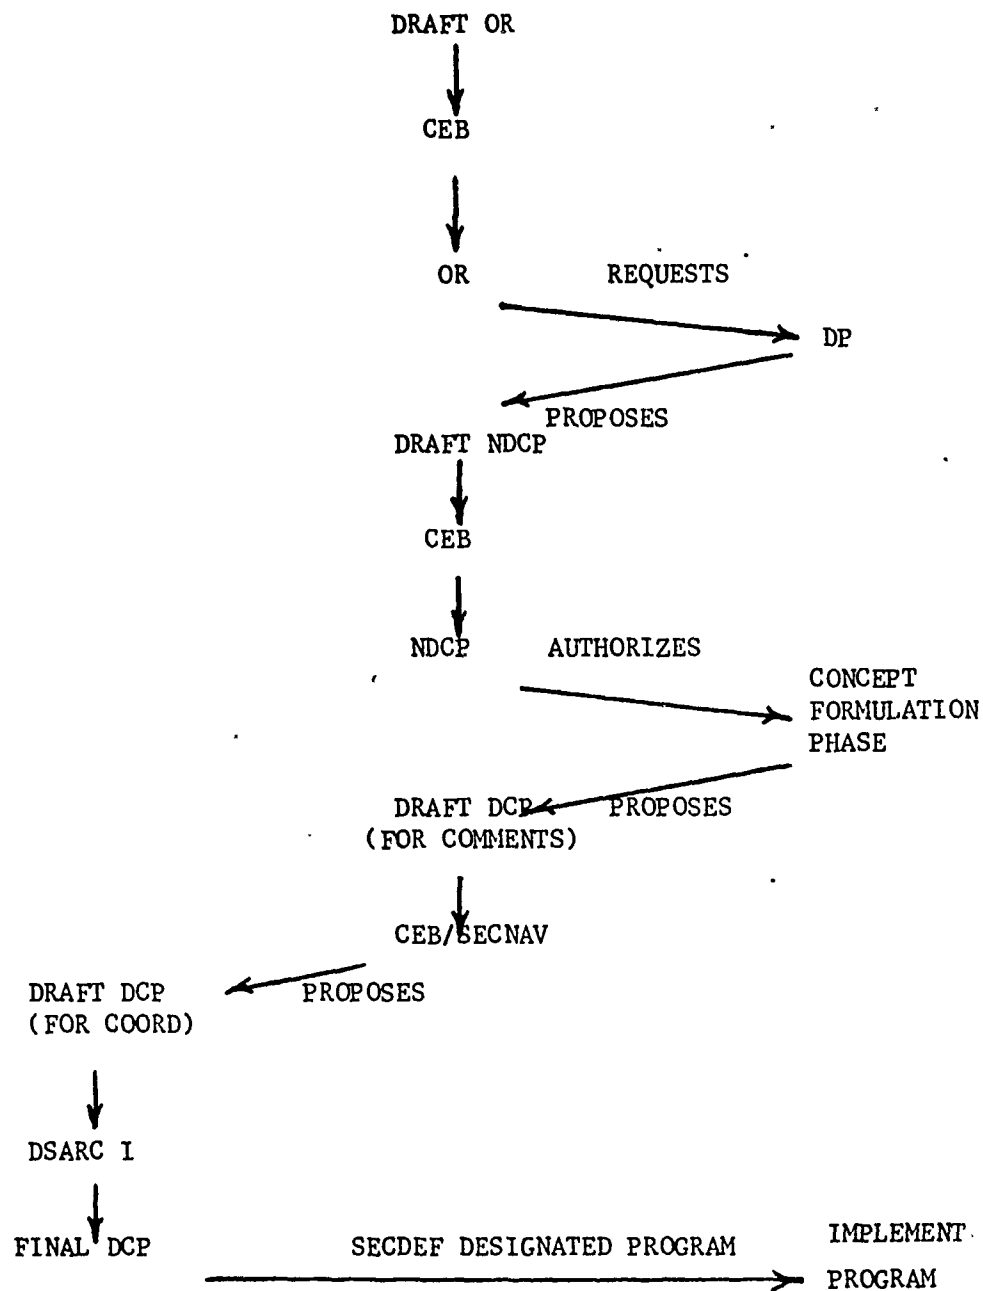 DRAFT OR
CEB
OR
REQUESTS
DP
PROPOSES
DRAFT NDCP
CEB
NDCP
AUTHORIZES
CONCEPT
FORMULATION
PHASE
DRAFT DCP
PROPOSES
(FOR COMMENTS)
CEB/SECNAV
DRAFT DCP
PROPOSES
(FOR COORD)
DSARC I
FINAL DCP
SECDEF DESIGNATED PROGRAM
IMPLEMENT
PROGRAM